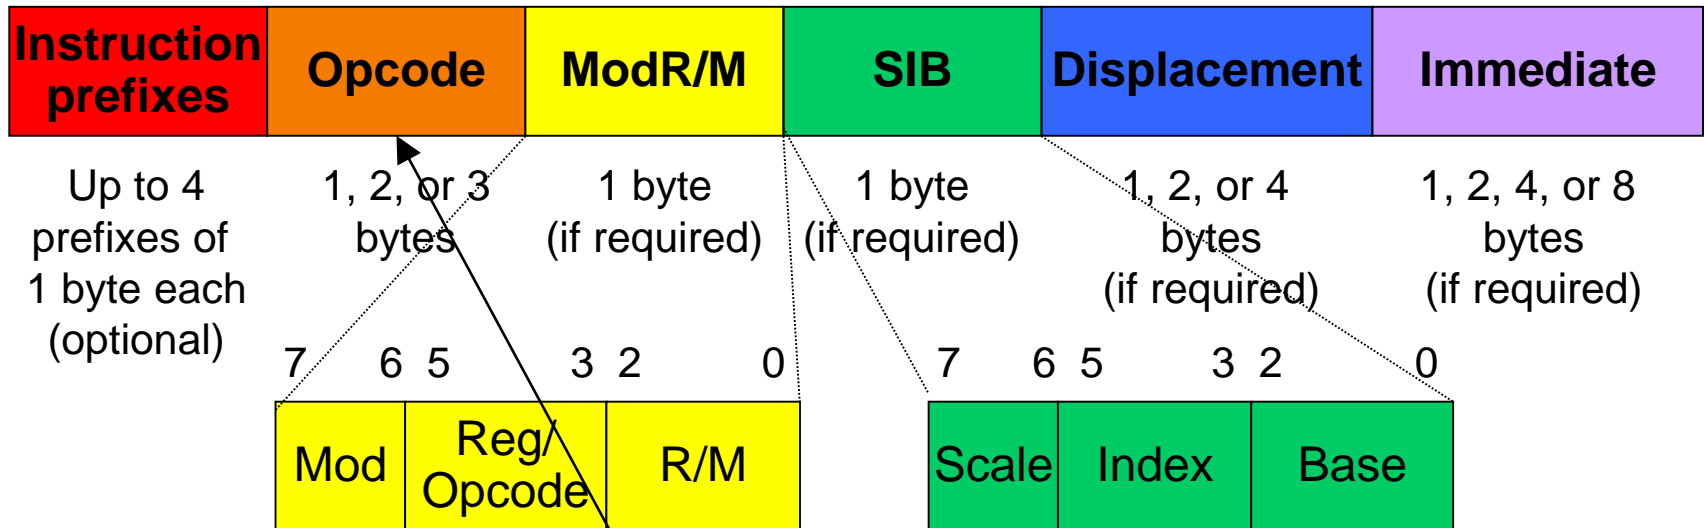 Instruction prefixes
Opcode
ModR/M
SIB
Displacement
Immediate
Up to 4
prefixes of
1 byte each
(optional)
1, 2, or 3
bytes
1 byte
(if required)
1 byte
(if required)
1, 2, or 4
bytes
(if required)
1, 2, 4, or 8
bytes
(if required)
7 6 5 3 2 0
7 6 5 3 2 0
Mod
Reg/
Opcode
R/M
Scale
Index
Base